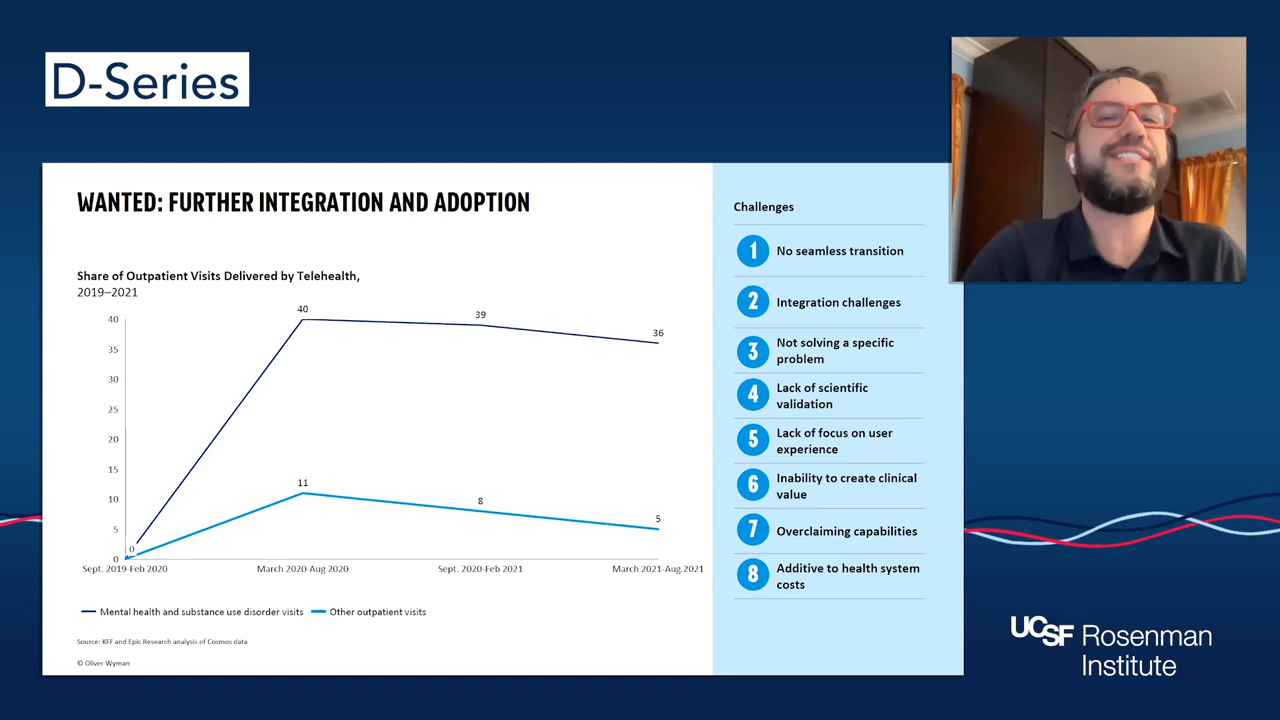 D-Series
WANTED: FURTHER INTEGRATION AND ADOPTION
Share of Outpatient Visits Delivered by Telehealth,
2019–2021
40
35
30
25
20
15
10
5
0
40
39
36
11
8
5
0
Sept. 2019-Feb 2020
March 2020-Aug.2020
Sept. 2020-Feb 2021
March 2021-Aug.2021
Mental health and substance use disorder visits
Other outpatient visits
Source: KFF and Epic Research analysis of Cosmos data
© Oliver Wyman
Challenges
1 No seamless transition
2 Integration challenges
3 Not solving a specific
problem
4 Lack of scientific
validation
5 Lack of focus on user
experience
6 Inability to create clinical
value
7 Overclaiming capabilities
8 Additive to health system
costs
UCSF Rosenman
Institute